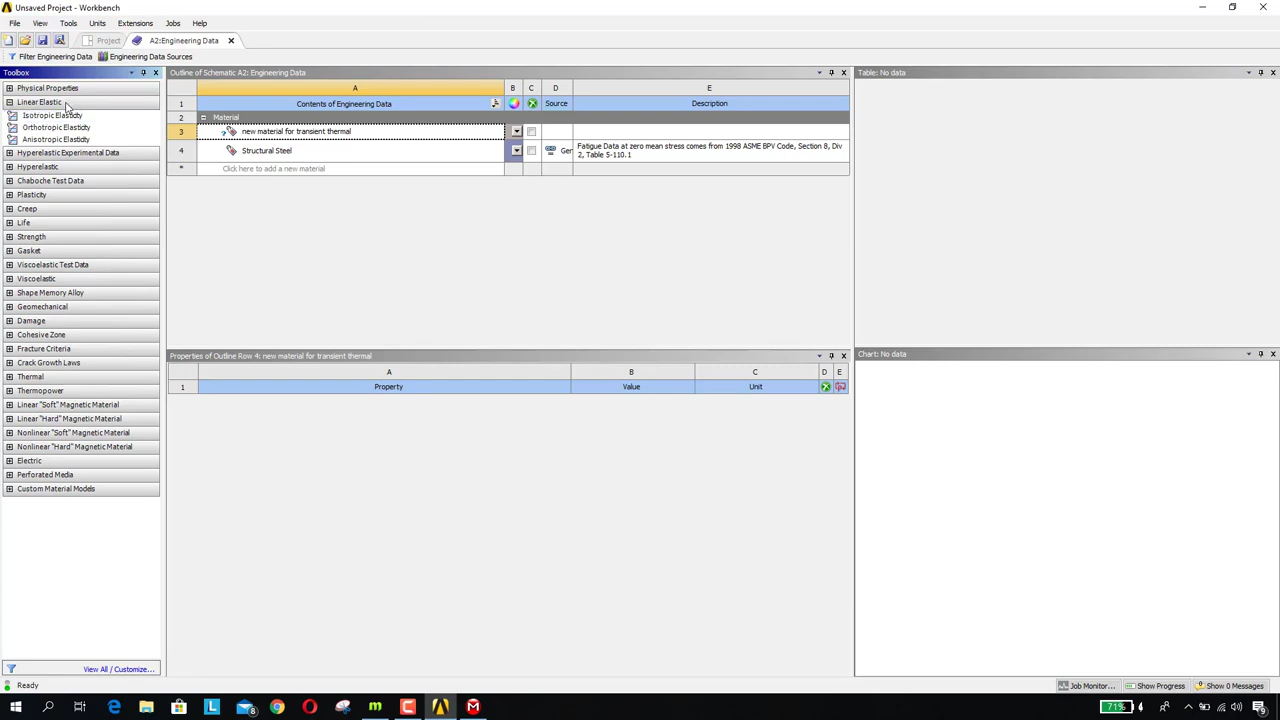 Unsaved Project - Workbench
File View Tools Units Extensions Jobs Help
Project A2:Engineering Data
Filter Engineering Data Engineering Data Sources
Toolbox
Physical Properties
Linear Elastic
Isotropic Elasticity
Orthotropic Elasticity
Anisotropic Elasticity
Hyperelastic Experimental Data
Hyperelastic
Chaboche Test Data
Plasticity
Creep
Life
Strength
Gasket
Viscoelastic Test Data
Viscoelastic
Shape Memory Alloy
Geomechanical
Damage
Cohesive Zone
Fracture Criteria
Crack Growth Laws
Thermal
Thermopower
Linear "Soft" Magnetic Material
Linear "Hard" Magnetic Material
Nonlinear "Soft" Magnetic Material
Nonlinear "Hard" Magnetic Material
Electric
Perforated Media
Custom Material Models
View All / Customize...
Outline of Schematic A2: Engineering Data
A B C D E
1 Contents of Engineering Data Source Description
2 Material
3 ? new material for transient thermal
4 Structural Steel Gen Fatigue Data at zero mean stress comes from 1998 ASME BPV Code, Section 8, Div
2, Table 5-110.1
* Click here to add a new material
Properties of Outline Row 4: new material for transient thermal
A B C D E
1 Property Value Unit
Table: No data
Chart: No data
Ready
Job Monitor... Show Progress Show 0 Messages
71%